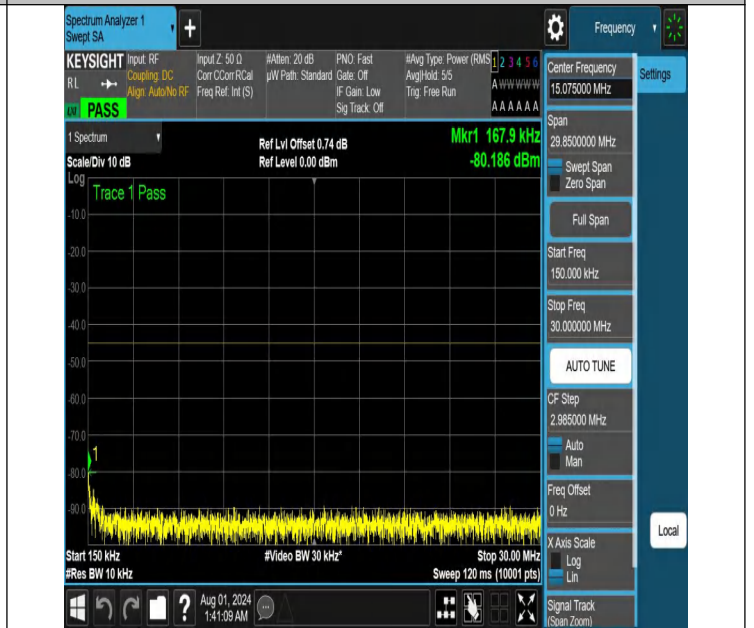 Spectrum Analyzer 1
Swept SA
+
Frequency
KEYSIGHT
RL
PASS
Input: RF
Coupling: DC
Align: Auto/No RF
Input Z: 50 Ω
Corr CCorr RCal
Freq Ref: Int (S)
#Atten: 20 dB
µW Path: Standard
PNO: Fast
Gate: Off
IF Gain: Low
Sig Track: Off
#Avg Type: Power (RMS
Avg|Hold: 5/5
Trig: Free Run
1 2 3 4 5 6
A W W W W W
A A A A A A
1 Spectrum
Scale/Div 10 dB
Ref Lvl Offset 0.74 dB
Ref Level 0.00 dBm
Mkr1 167.9 kHz
-80.186 dBm
Log
Trace 1 Pass
-10.0
-20.0
-30.0
-40.0
-50.0
-60.0
-70.0
1
-80.0
-90.0
Start 150 kHz
#Video BW 30 kHz*
Stop 30.00 MHz
#Res BW 10 kHz
Sweep 120 ms (10001 pts)
?
Aug 01, 2024
1:41:09 AM
Settings
Center Frequency
15.075000 MHz
Span
29.8500000 MHz
Swept Span
Zero Span
Full Span
Start Freq
150.000 kHz
Stop Freq
30.000000 MHz
AUTO TUNE
CF Step
2.985000 MHz
Auto
Man
Freq Offset
0 Hz
X Axis Scale
Log
Lin
Signal Track
(Span Zoom)
Local